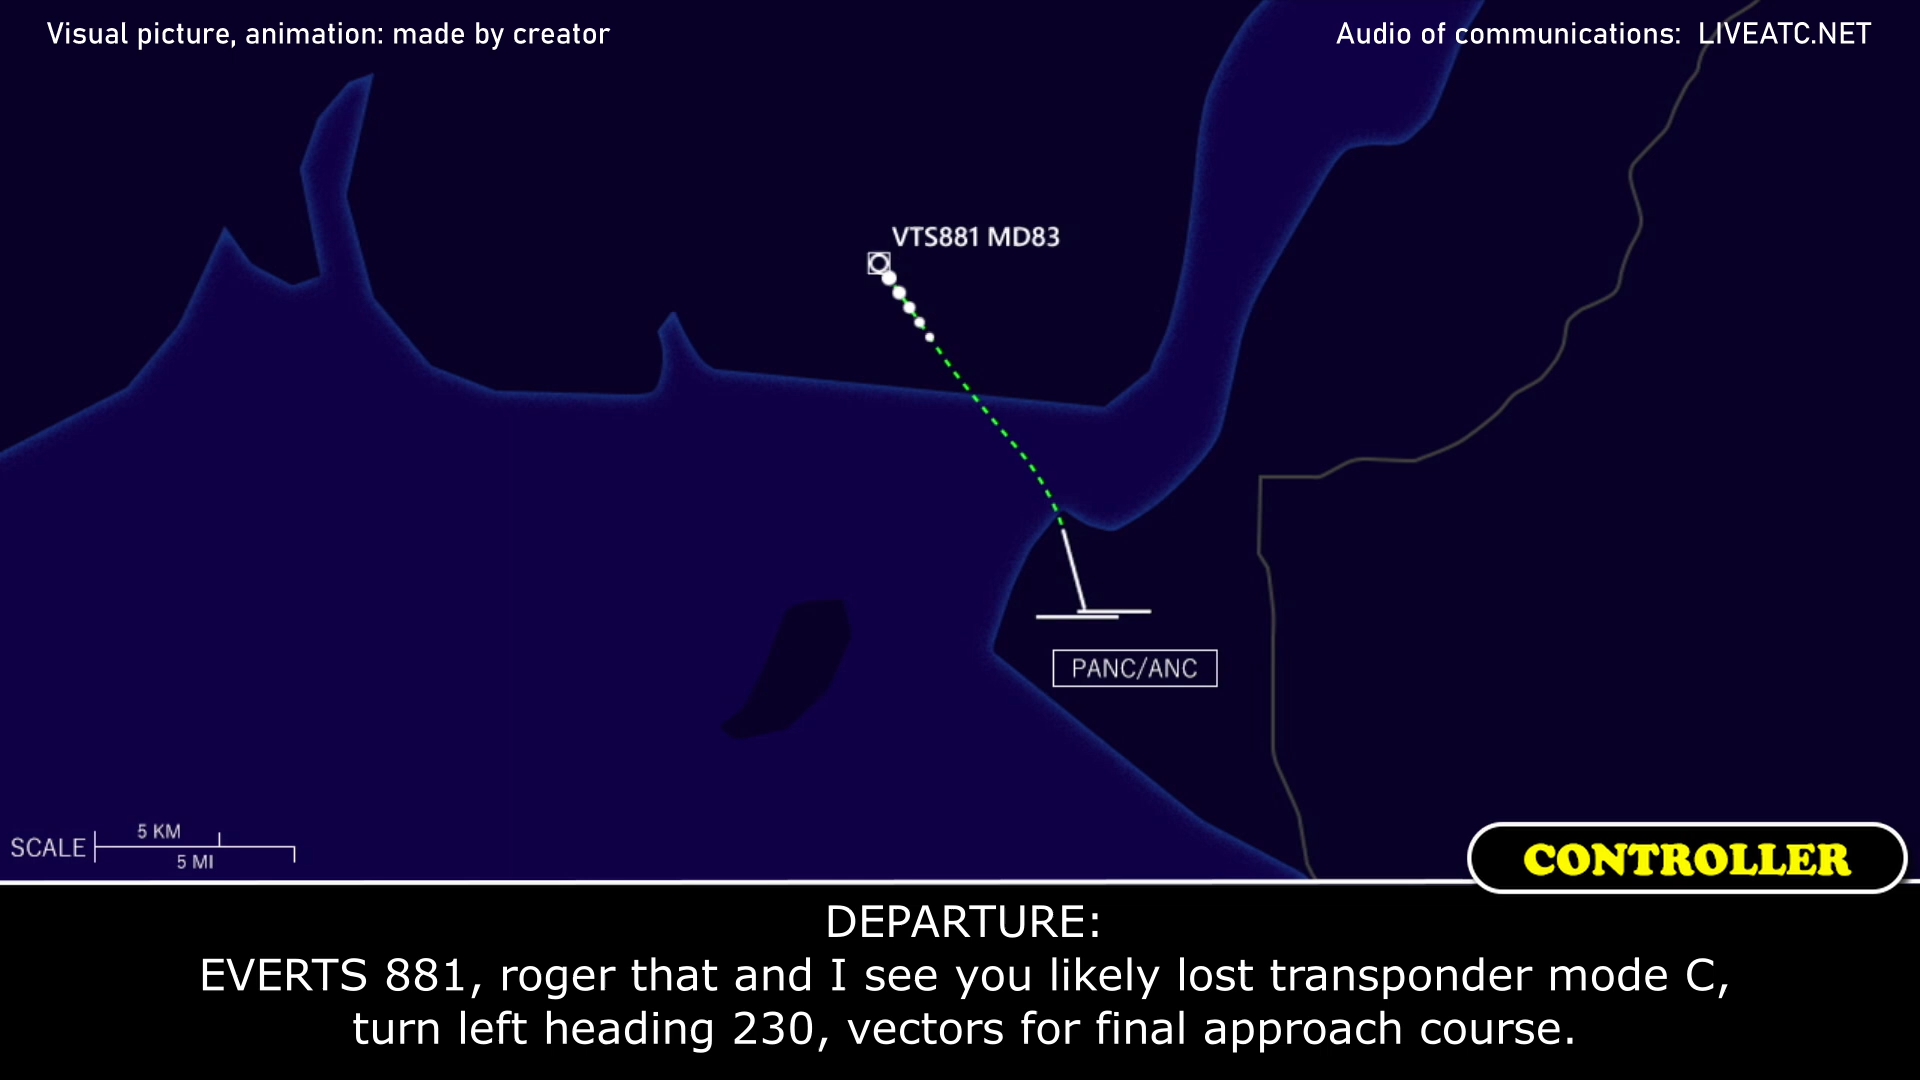 Visual picture, animation: made by creator
Audio of communications: LIVEATC.NET
VTS881 MD83
PANC/ANC
5 KM
SCALE
5 MI
CONTROLLER
DEPARTURE:
EVERTS 881, roger that and I see you likely lost transponder mode C,
turn left heading 230, vectors for final approach course.